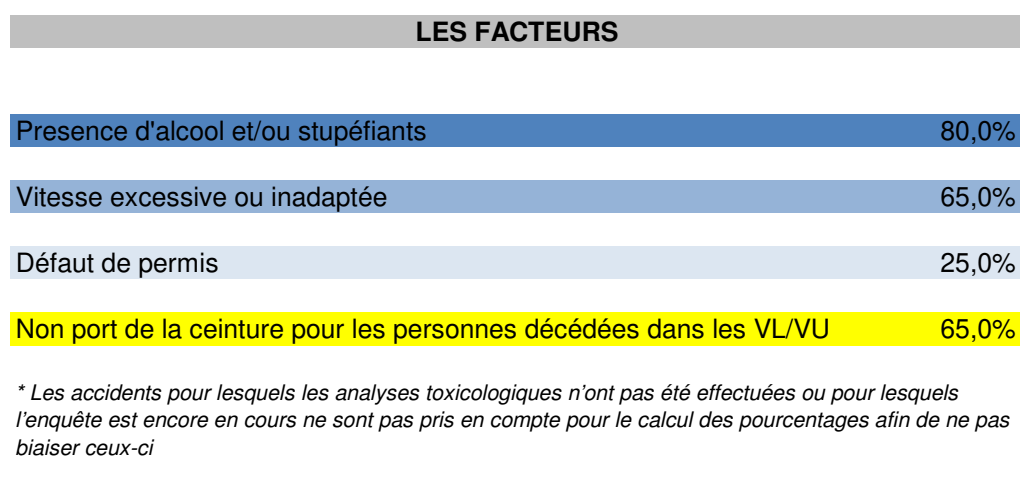 LES FACTEURS
Presence d'alcool et/ou stupéfiants 80,0%
Vitesse excessive ou inadaptée 65,0%
Défaut de permis 25,0%
Non port de la ceinture pour les personnes décédées dans les VL/VU 65,0%
* Les accidents pour lesquels les analyses toxicologiques n’ont pas été effectuées ou pour lesquels
l’enquête est encore en cours ne sont pas pris en compte pour le calcul des pourcentages afin de ne pas
biaiser ceux-ci